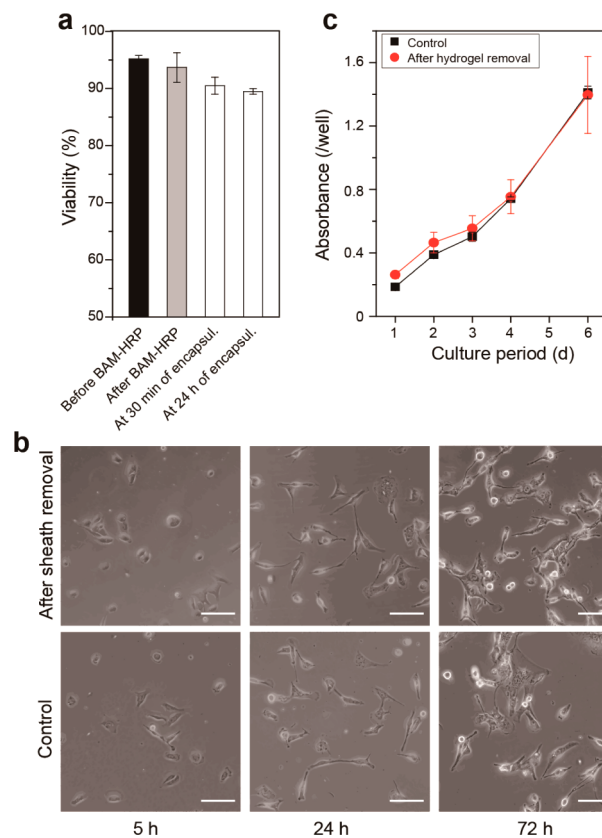 a
100
90
80
70
60
50
Viability (%)
Before BAM-HRP
After BAM-HRP
At 30 min of encapsul.
At 24 h of encapsul.
c
Control
After hydrogel removal
1.6
1.2
0.8
0.4
0
Absorbance (/well)
1 2 3 4 5 6
Culture period (d)
b
After sheath removal
Control
5 h 24 h 72 h